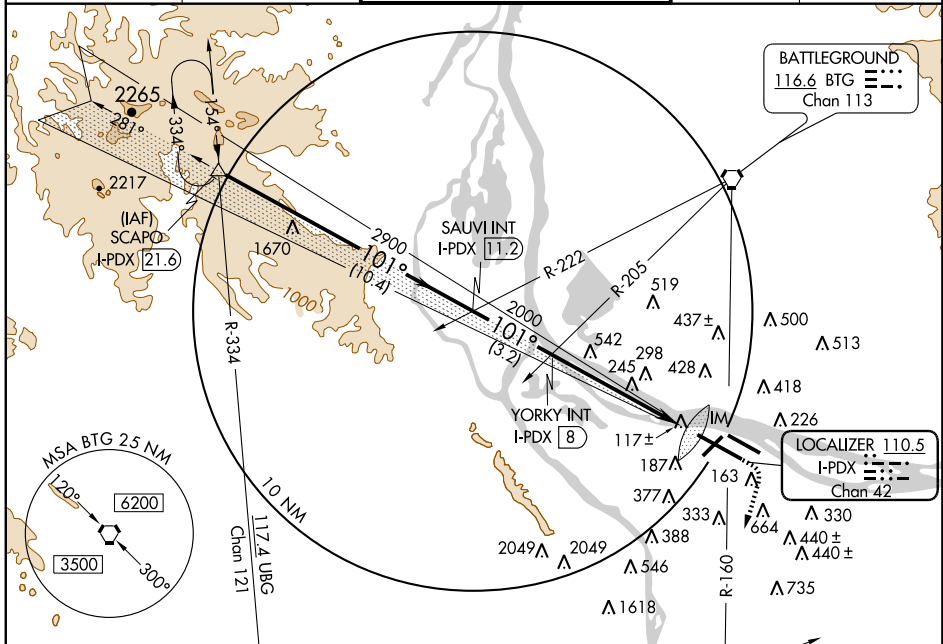 BATTLEGROUND
116.6 BTG
Chan 113
2265
154°
334°
281°
2217
(IAF)
SCAPO
I-PDX 21.6
1670
1000
2900
101°
(10.4)
SAUVI INT
I-PDX 11.2
R-222
R-205
2000
101°
(3.2)
YORKY INT
I-PDX 8
519
437 ±
500
513
542
298
245
428
418
226
117 ±
IM
187
163
LOCALIZER 110.5
I-PDX
Chan 42
377
333
664
330
388
440 ±
440 ±
2049
2049
546
735
1618
R-160
R-334
117.4 UBG
Chan 121
10 NM
MSA BTG 25 NM
120°
6200
3500
300°